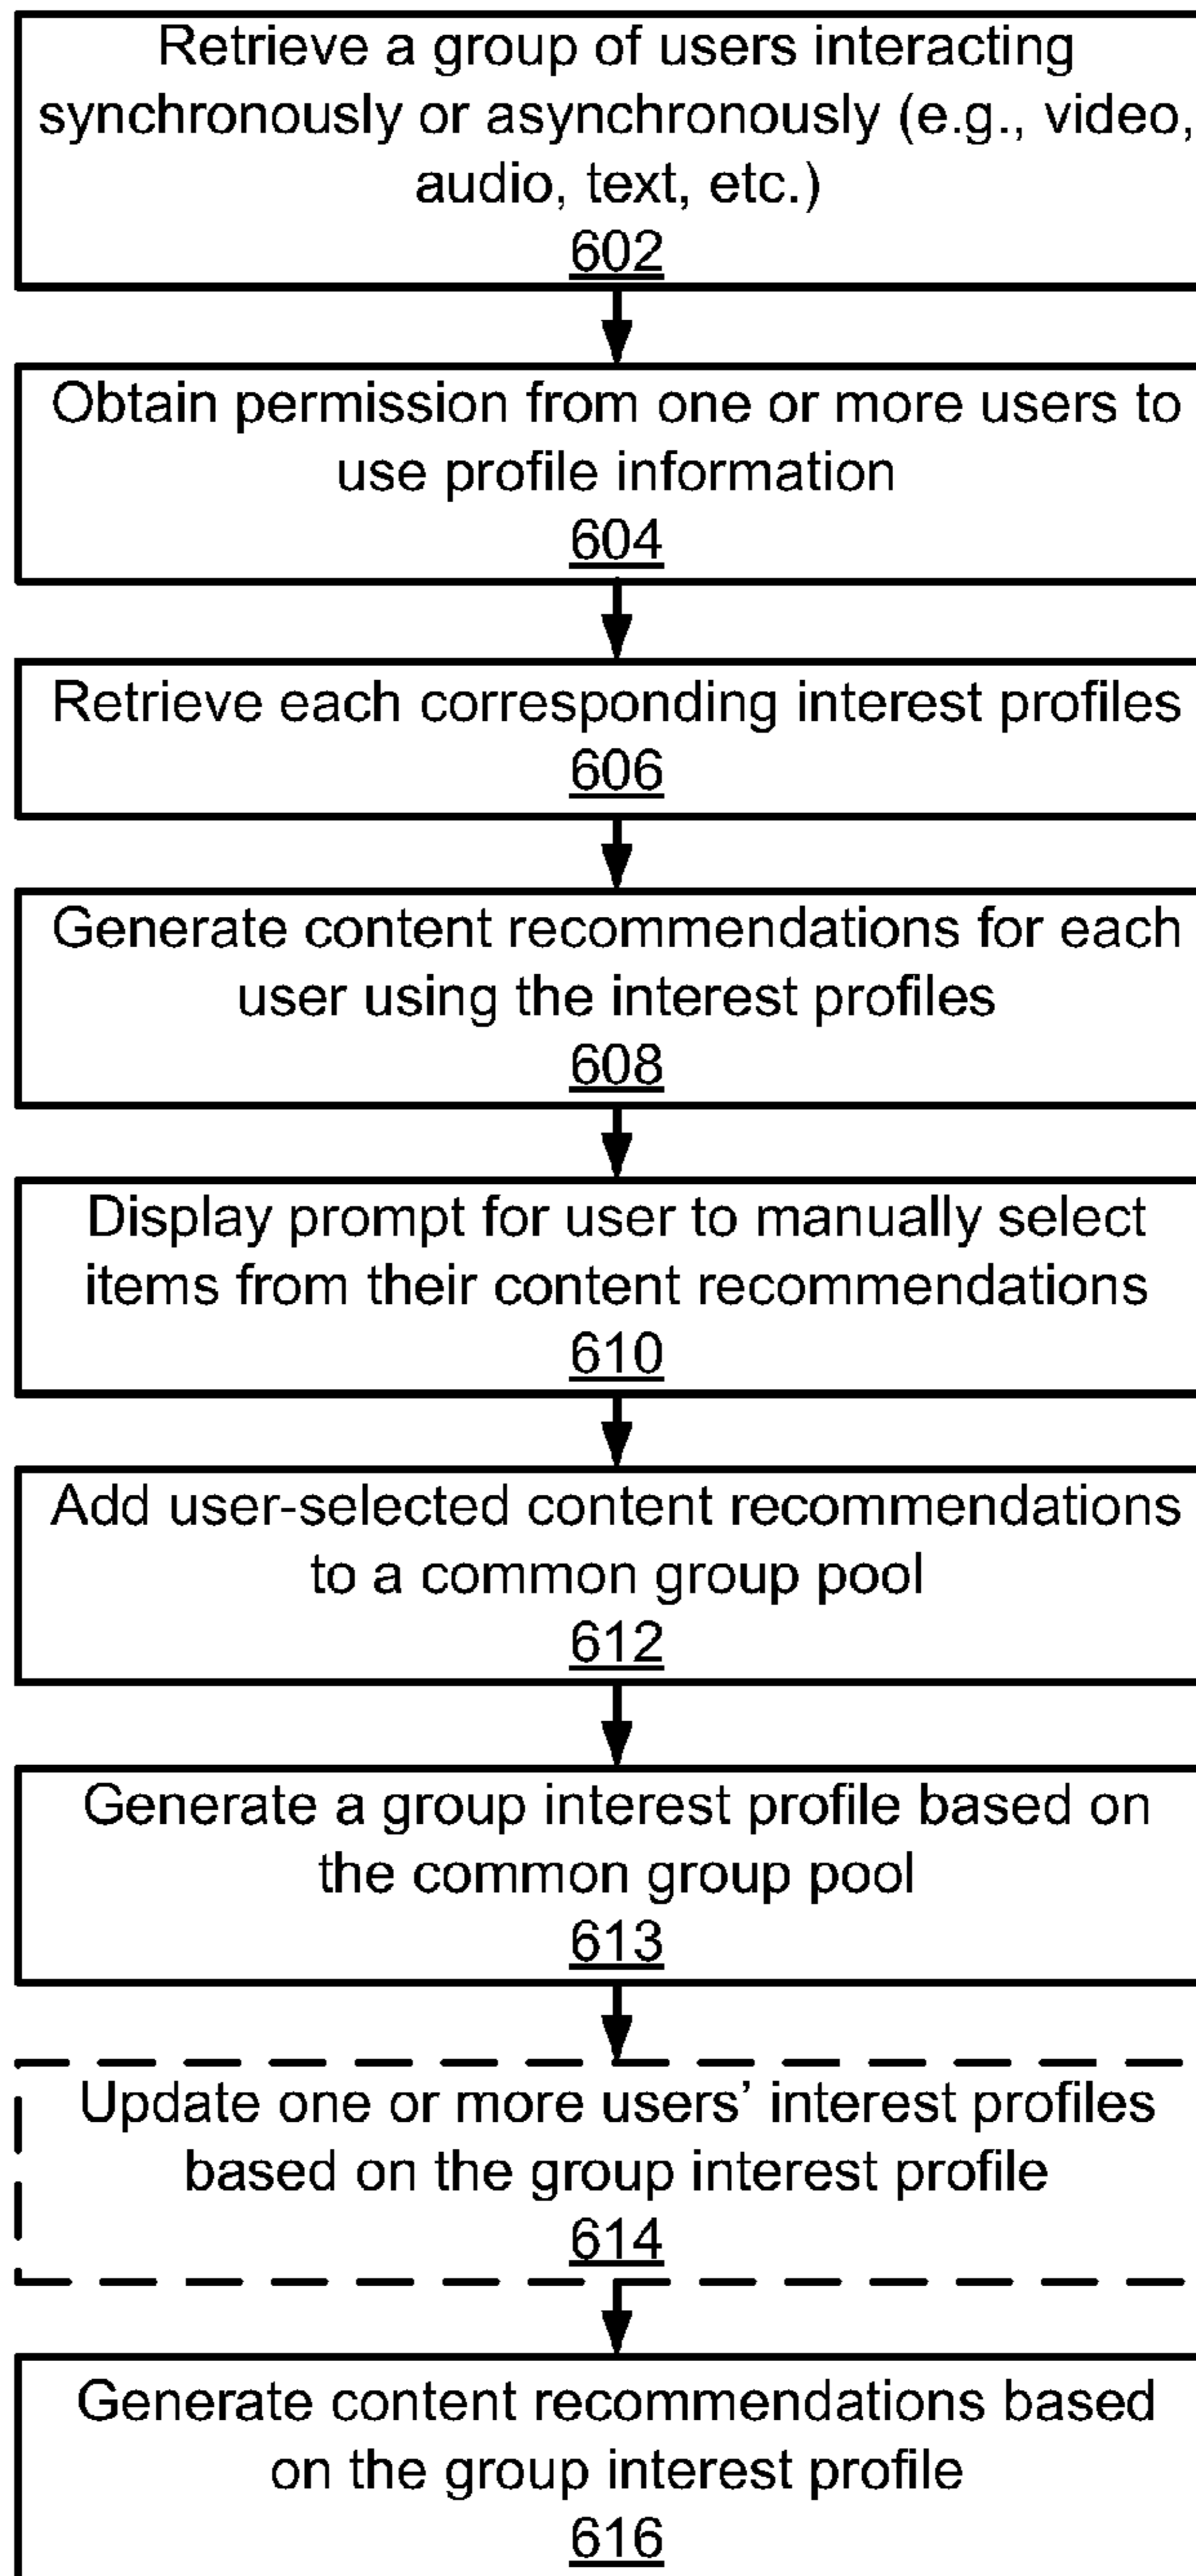 Retrieve a group of users interacting
synchronously or asynchronously (e.g., video,
audio, text, etc.)
602
Obtain permission from one or more users to
use profile information
604
Retrieve each corresponding interest profiles
606
Generate content recommendations for each
user using the interest profiles
608
Display prompt for user to manually select
items from their content recommendations
610
Add user-selected content recommendations
to a common group pool
612
Generate a group interest profile based on
the common group pool
613
Update one or more users’ interest profiles
based on the group interest profile
614
Generate content recommendations based
on the group interest profile
616